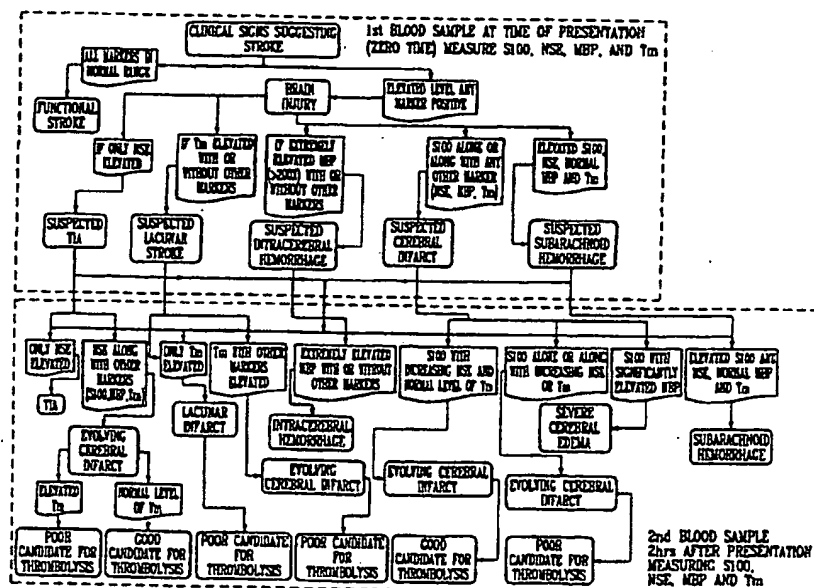 CLINICAL SIGNS SUGGESTING
STROKE
1st BLOOD SAMPLE AT TIME OF PRESENTATION
(ZERO TIME) MEASURE S100, NSE, MBP, AND Tm
ALL MARKERS IN
NORMAL RANGE
FUNCTIONAL
STROKE
BRAIN
INJURY
ELEVATED LEVEL ANY
MARKER POSITIVE
IF ONLY NSE
ELEVATED
IF Tm ELEVATED
WITH OR
WITHOUT OTHER
MARKERS
IF EXTREMELY
ELEVATED MBP
WITH OR
WITHOUT OTHER
MARKERS
S100 ALONE OR
ALONG WITH ANY
OTHER MARKER
(NSE, MBP, Tm)
ELEVATED S100,
NSE, NORMAL
MBP AND Tm
SUSPECTED
TIA
SUSPECTED
LACUNAR
STROKE
SUSPECTED
INTRACEREBRAL
HEMORRHAGE
SUSPECTED
CEREBRAL
INFARCT
SUSPECTED
SUBARACHNOID
HEMORRHAGE
ONLY NSE
ELEVATED
NSE ALONG
WITH OTHER
MARKERS
(S100,MBP,Tm)
ONLY Tm
ELEVATED
Tm WITH OTHER
MARKERS
ELEVATED
EXTREMELY ELEVATED
MBP WITH OR WITHOUT
OTHER MARKERS
S100 WITH
INCREASING NSE AND
NORMAL LEVEL OF Tm
S100 ALONE OR ALONG
WITH INCREASING NSE
OR Tm
S100 WITH
SIGNIFICANTLY
ELEVATED MBP
ELEVATED S100 AND
NSE, NORMAL MBP
AND Tm
TIA
LACUNAR
INFARCT
INTRACEREBRAL
HEMORRHAGE
SEVERE
CEREBRAL
EDEMA
SUBARACHNOID
HEMORRHAGE
EVOLVING
CEREBRAL
INFARCT
EVOLVING
CEREBRAL INFARCT
EVOLVING CEREBRAL
INFARCT
EVOLVING CEREBRAL
INFARCT
ELEVATED
Tm
NORMAL LEVEL
OF Tm
POOR
CANDIDATE FOR
THROMBOLYSIS
GOOD
CANDIDATE FOR
THROMBOLYSIS
POOR CANDIDATE
FOR THROMBOLYSIS
POOR CANDIDATE
FOR THROMBOLYSIS
GOOD
CANDIDATE FOR
THROMBOLYSIS
POOR
CANDIDATE FOR
THROMBOLYSIS
2nd BLOOD SAMPLE
2hrs AFTER PRESENTATION
MEASURING S100,
NSE, MBP AND Tm